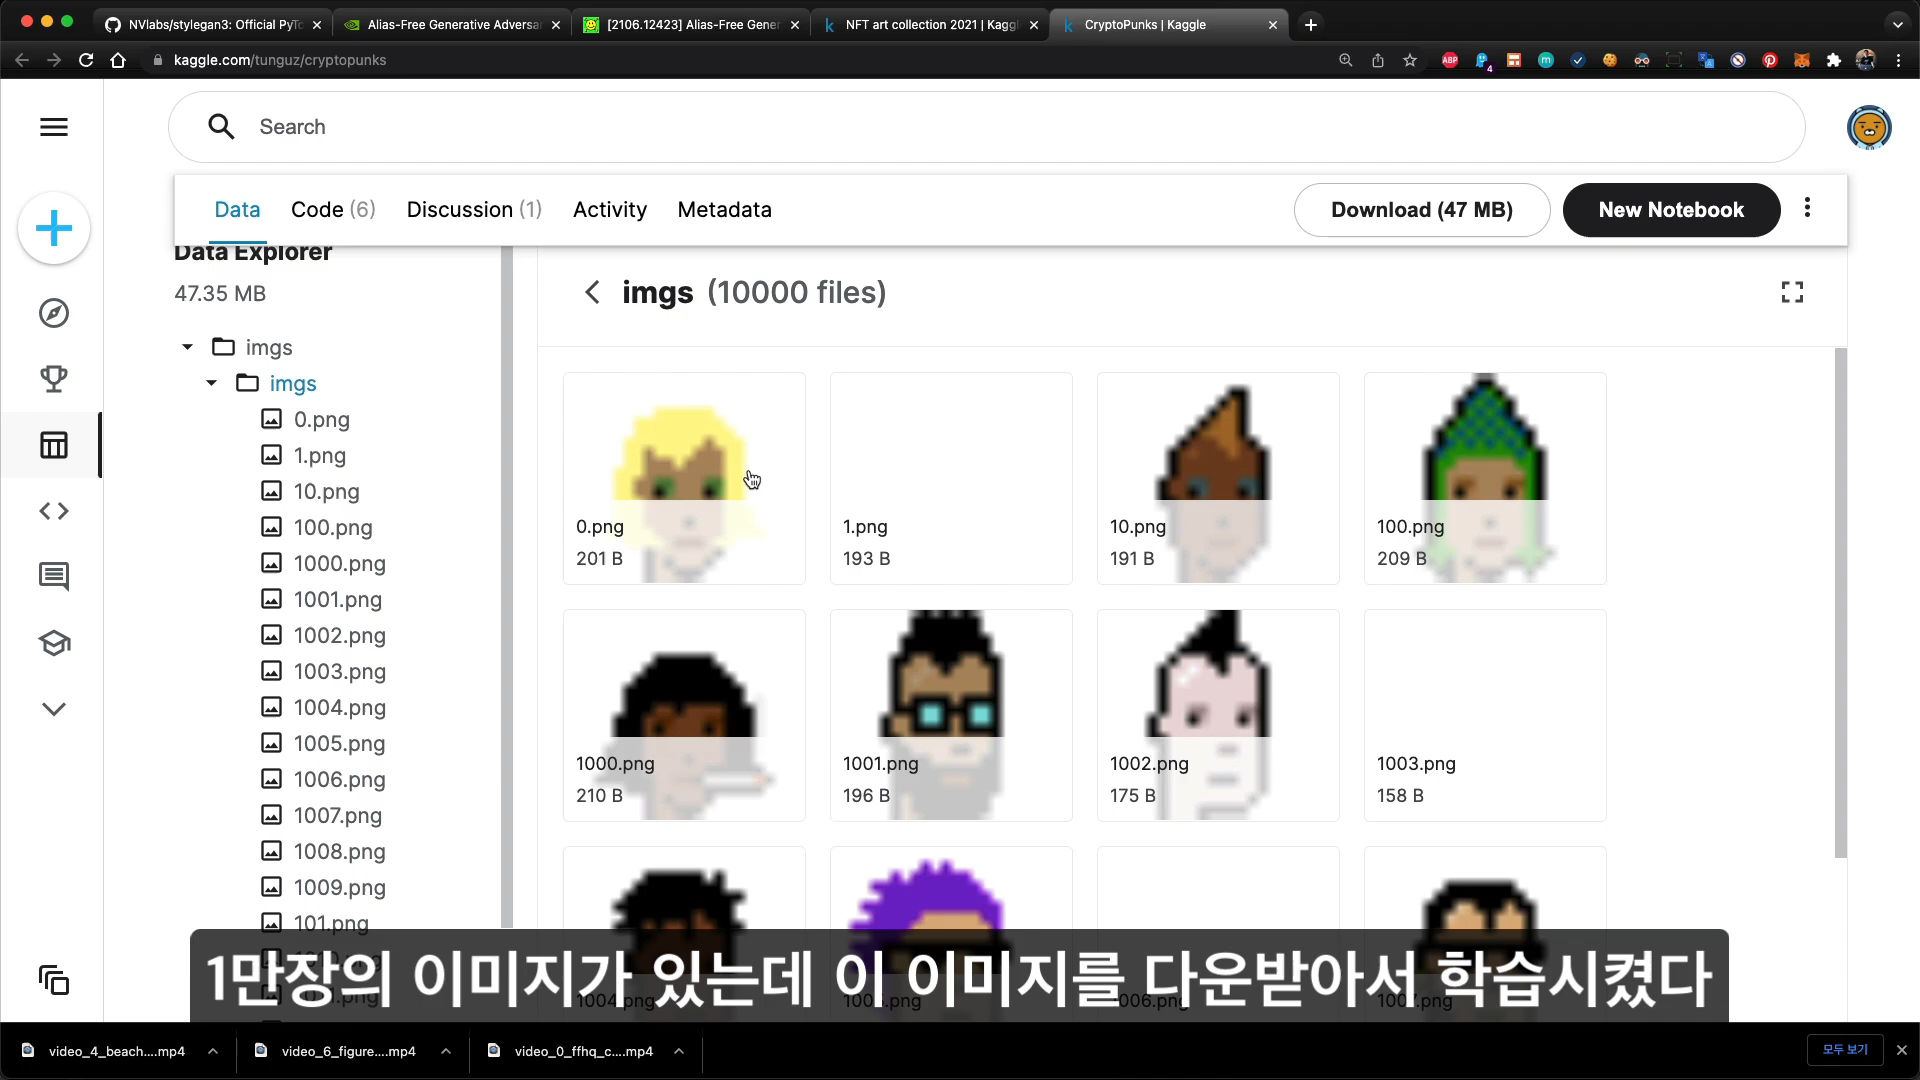 NVlabs/stylegan3: Official PyTo
Alias-Free Generative Adversa
[2106.12423] Alias-Free Gener
NFT art collection 2021 | Kaggl
CryptoPunks | Kaggle
kaggle.com/tunguz/cryptopunks
Search
Data Code (6) Discussion (1) Activity Metadata
Download (47 MB)
New Notebook
Data Explorer
47.35 MB
imgs
imgs
0.png
1.png
10.png
100.png
1000.png
1001.png
1002.png
1003.png
1004.png
1005.png
1006.png
1007.png
1008.png
1009.png
101.png
imgs (10000 files)
0.png
201 B
1.png
193 B
10.png
191 B
100.png
209 B
1000.png
210 B
1001.png
196 B
1002.png
175 B
1003.png
158 B
1만장의 이미지가 있는데 이 이미지를 다운받아서 학습시켰다
video_4_beach....mp4
video_6_figure....mp4
video_0_ffhq_c....mp4
모두 보기